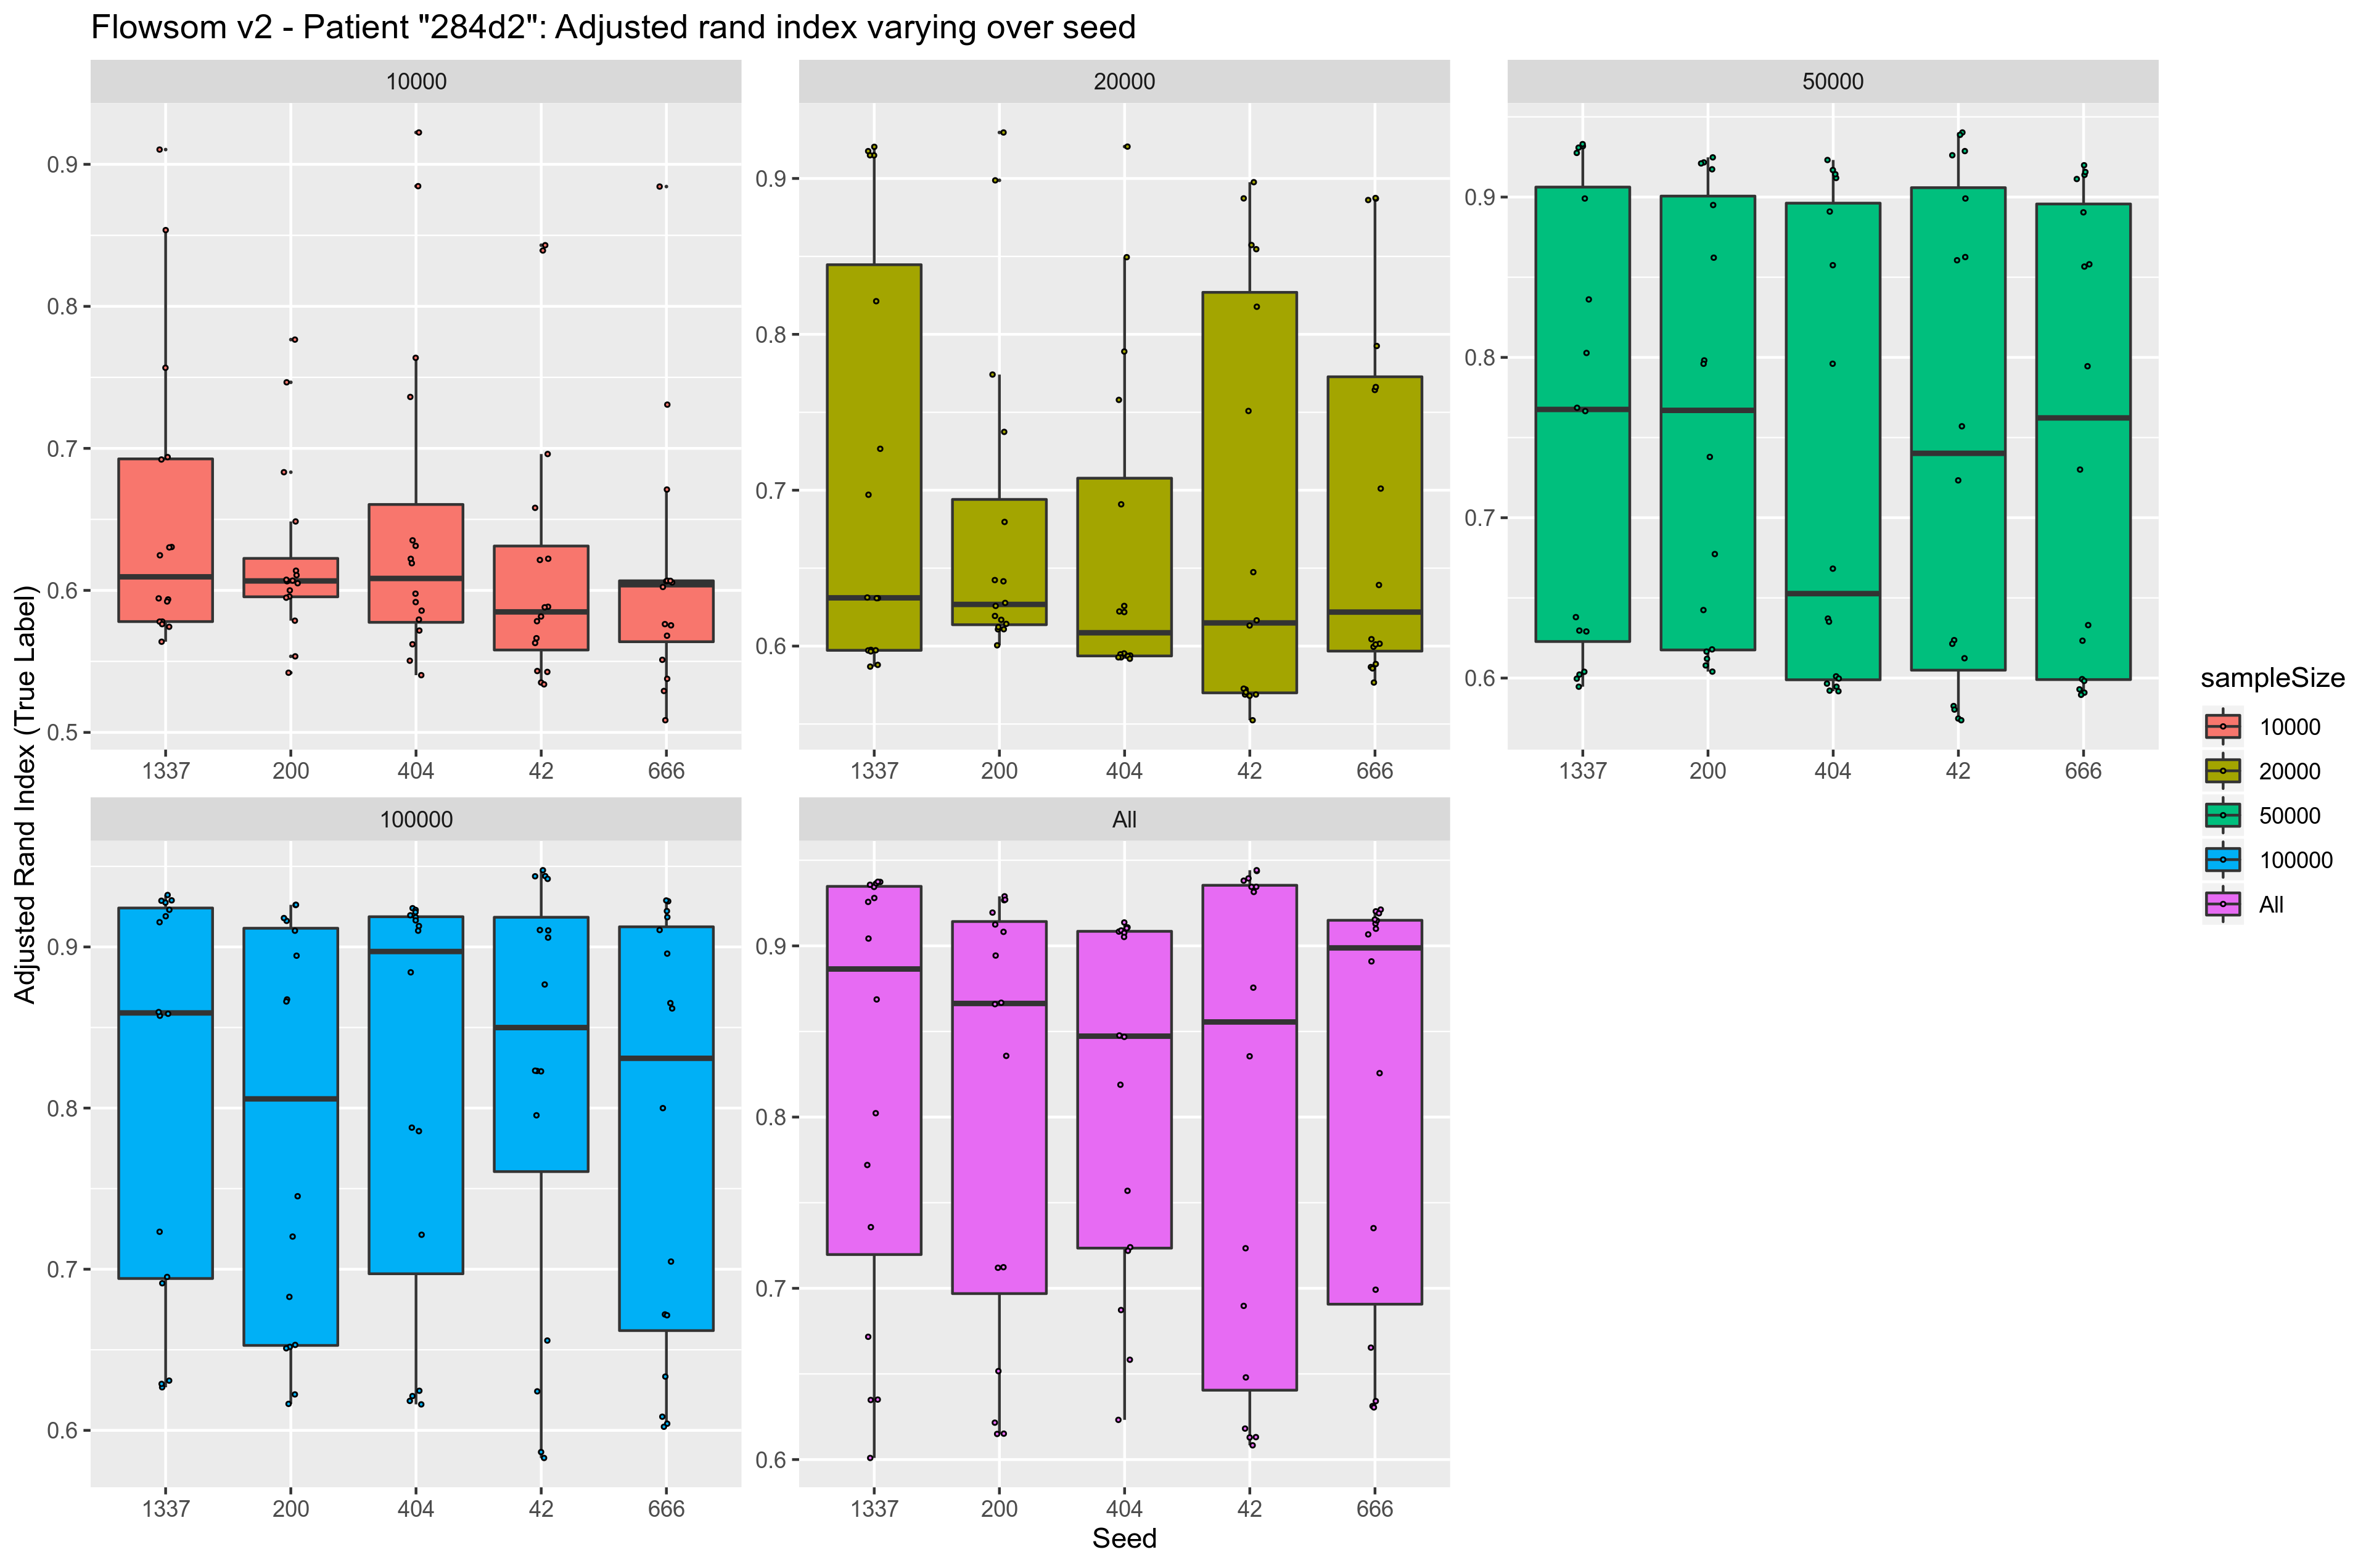 Flowsom v2 - Patient "284d2": Adjusted rand index varying over seed
10000
20000
50000
0.9
0.8
0.7
0.6
0.5
0.9
0.8
0.7
0.6
0.9
0.8
0.7
0.6
1337 200 404 42 666
1337 200 404 42 666
1337 200 404 42 666
100000
All
0.9
0.8
0.7
0.6
0.9
0.8
0.7
0.6
1337 200 404 42 666
1337 200 404 42 666
Adjusted Rand Index (True Label)
Seed
sampleSize
10000
20000
50000
100000
All